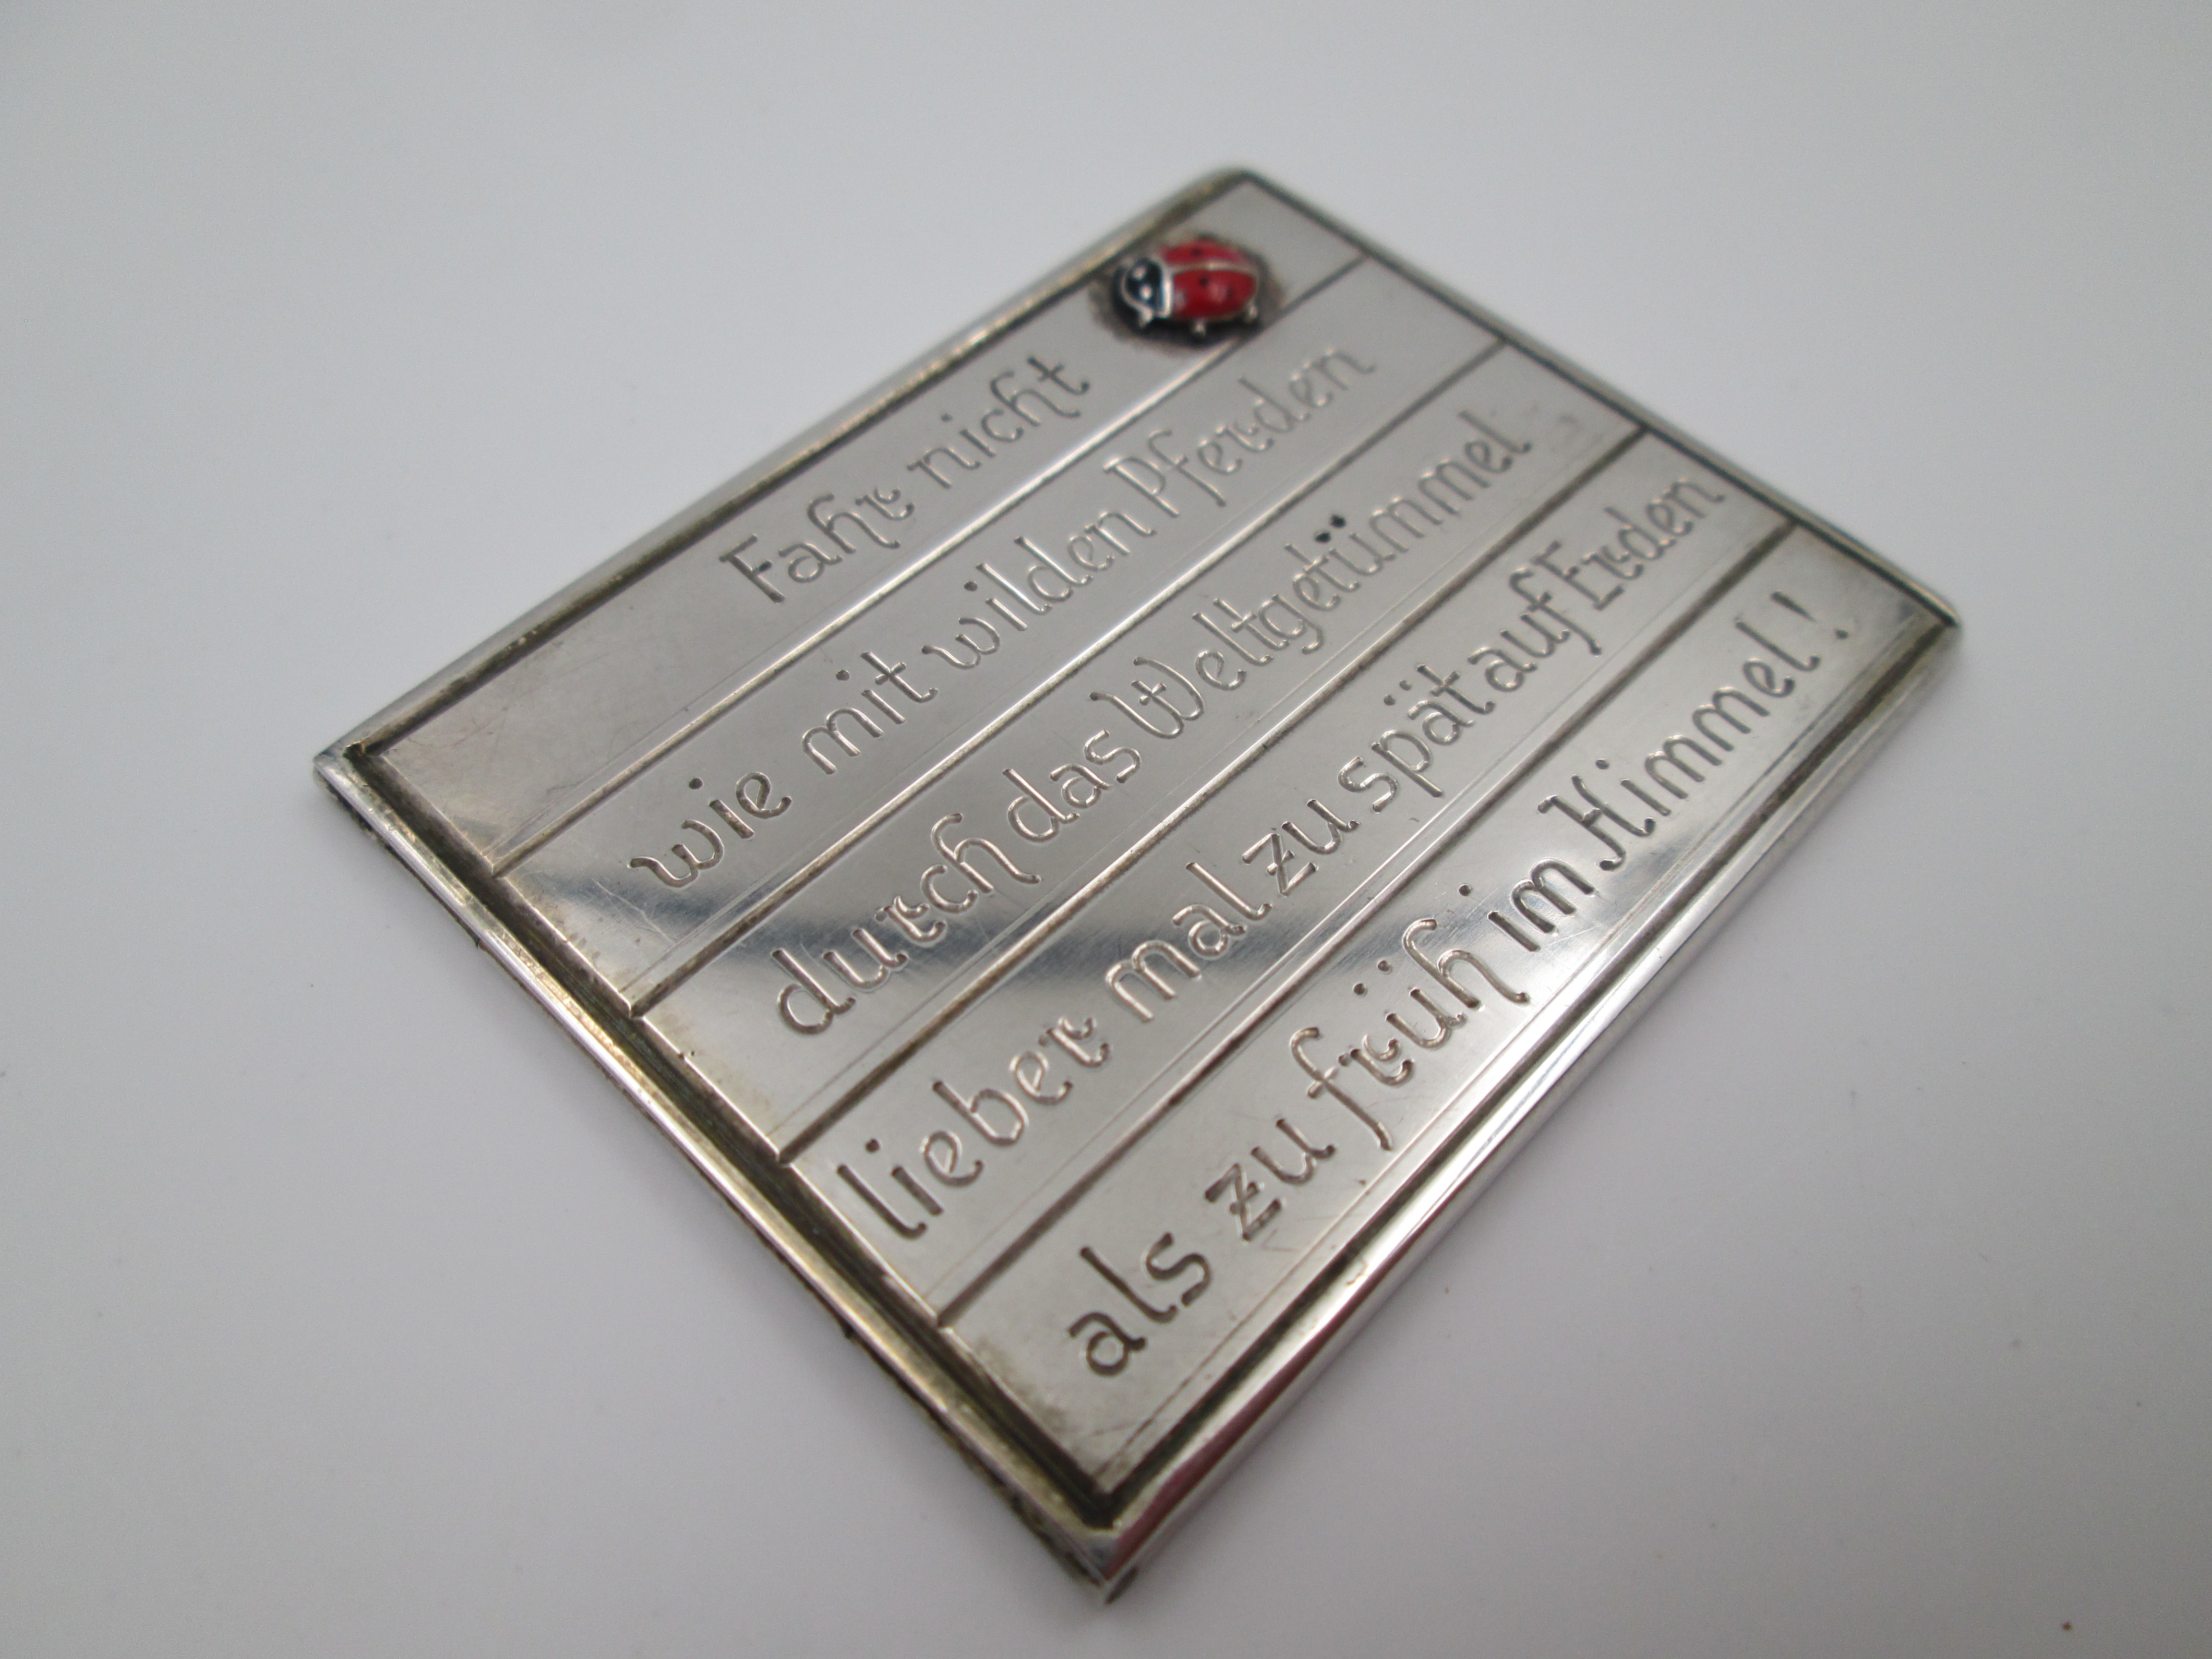 Fahr nicht
wie mit wilden Pferden
durch das Weltgetümmel
lieber mal zu spät auf Erden
als zu früh im Himmel!